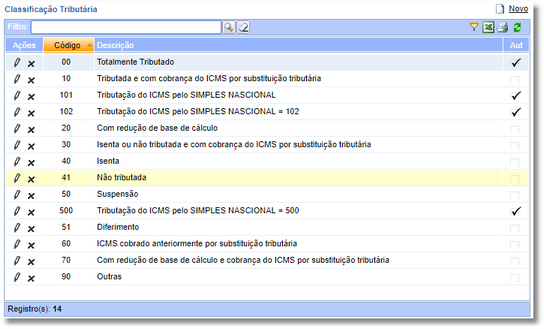 Classificação Tributária Novo
Filtro:
Ações Código Descrição Aut
00 Totalmente Tributado
10 Tributada e com cobrança do ICMS por substituição tributária
101 Tributação do ICMS pelo SIMPLES NASCIONAL
102 Tributação do ICMS pelo SIMPLES NASCIONAL = 102
20 Com redução de base de cálculo
30 Isenta ou não tributada e com cobrança do ICMS por substituição tributária
40 Isenta
41 Não tributada
50 Suspensão
500 Tributação do ICMS pelo SIMPLES NASCIONAL = 500
51 Diferimento
60 ICMS cobrado anteriormente por substituição tributária
70 Com redução de base de cálculo e cobrança do ICMS por substituição tributária
90 Outras
Registro(s): 14